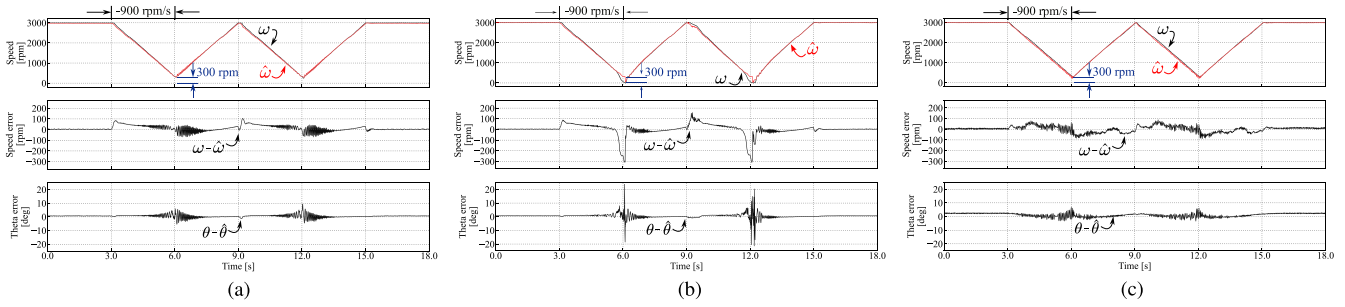 -900 rpm/s
3000
2000
1000
0
Speed
[rpm]
ω
ω̂
300 rpm
200
100
0
−100
−200
−300
Speed error
[rpm]
ω-ω̂
20
10
0
−10
−20
Theta error
[deg]
θ-θ̂
0.0 3.0 6.0 9.0 12.0 15.0 18.0
Time [s]
(a)
-900 rpm/s
3000
2000
1000
0
Speed
[rpm]
ω̂
300 rpm
ω
200
100
0
−100
−200
−300
Speed error
[rpm]
ω-ω̂
20
10
0
−10
−20
Theta error
[deg]
θ-θ̂
0.0 3.0 6.0 9.0 12.0 15.0 18.0
Time [s]
(b)
-900 rpm/s
3000
2000
1000
0
Speed
[rpm]
ω
ω̂
300 rpm
200
100
0
−100
−200
−300
Speed error
[rpm]
ω-ω̂
20
10
0
−10
−20
Theta error
[deg]
θ-θ̂
0.0 3.0 6.0 9.0 12.0 15.0 18.0
Time [s]
(c)